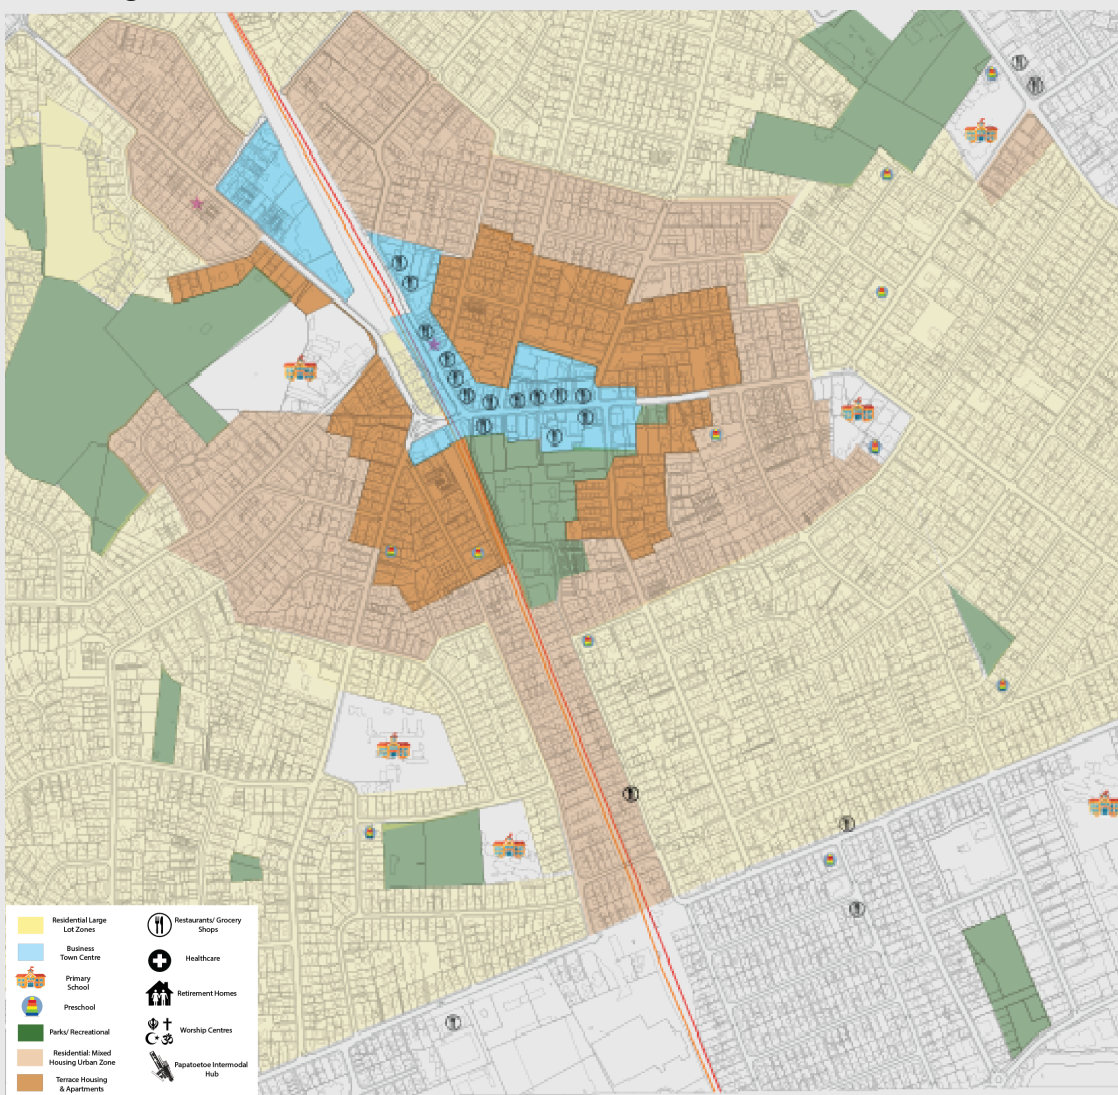 Residential Large
Lot Zones
Business
Town Centre
Primary
School
Preschool
Parks/ Recreational
Residential: Mixed
Housing Urban Zone
Terrace Housing
& Apartments
Restaurants/ Grocery
Shops
Healthcare
Retirement Homes
Worship Centres
Papatoetoe Intermodal
Hub